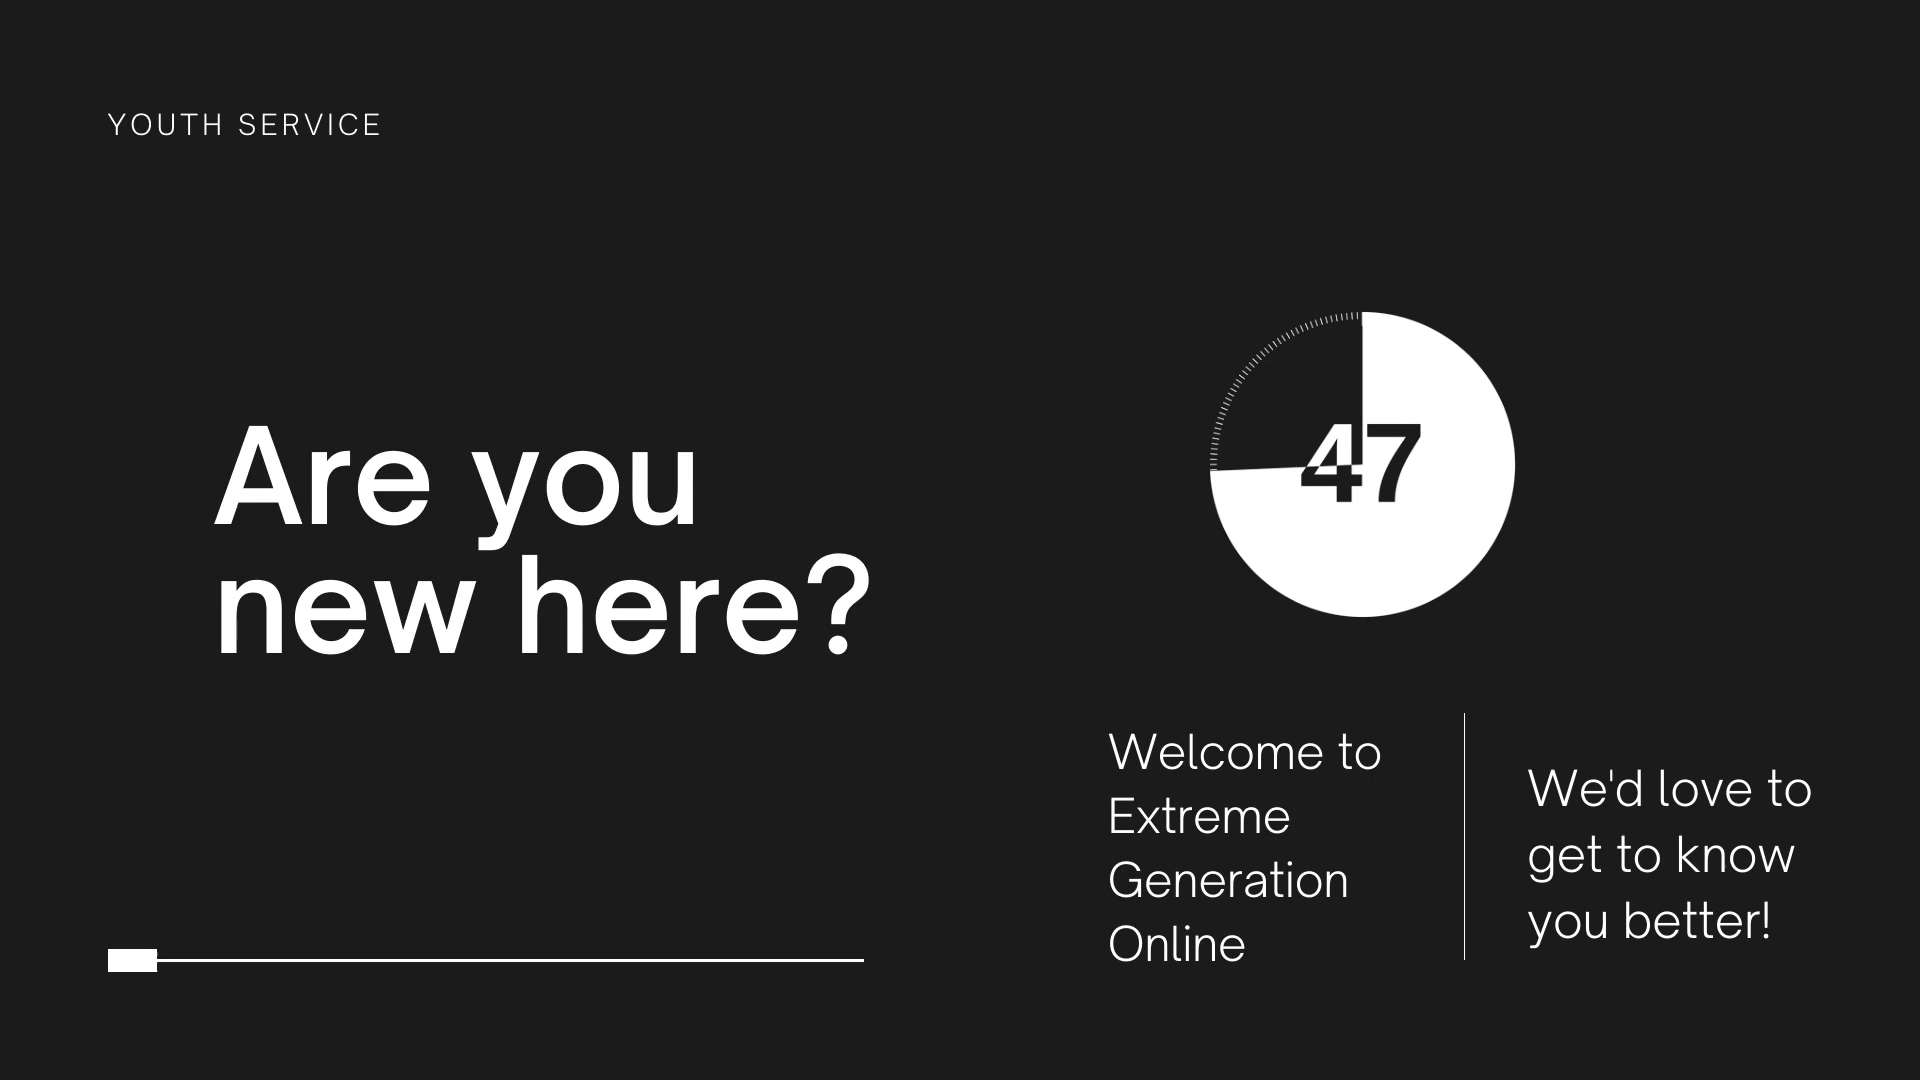 YOUTH SERVICE
Are you
new here?
47
Welcome to
Extreme
Generation
Online
We'd love to
get to know
you better!